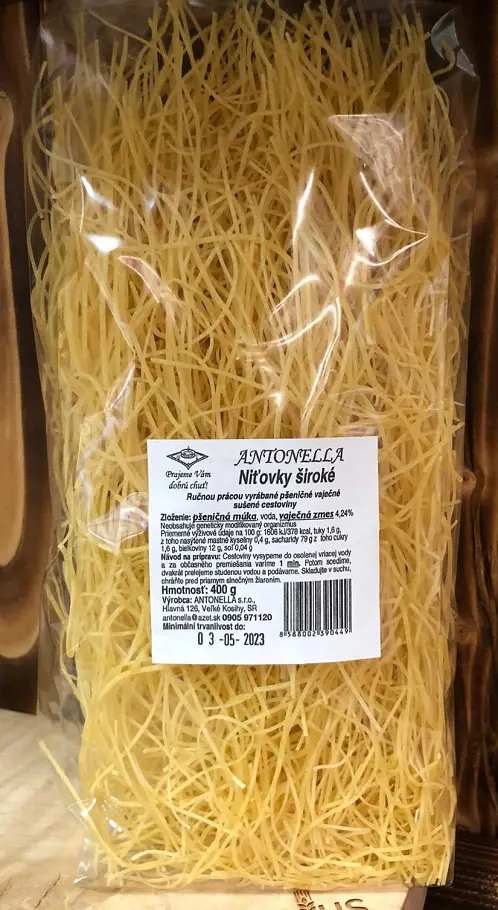 Prajeme Vám
dobrú chuť!
ANTONELLA
Niťovky široké
Ručnou prácou vyrábané pšeničné vaječné
sušené cestoviny
Zloženie: pšeničná múka, voda, vaječná zmes 4,24%
Neobsahuje geneticky modifikovaný organizmus
Priemerné výživové údaje na 100 g: 1606 kJ/378 kcal, tuky 1,6 g,
z toho nasýtené mastné kyseliny 0,4 g, sacharidy 79 g z toho cukry
1,6 g, bielkoviny 12 g, soľ 0,04 g
Návod na prípravu: Cestoviny vysypeme do osolenej vriacej vody
a za občasného premiešania varíme 1 min. Potom scedíme,
dvakrát prelejeme studenou vodou a podávame. Skladujte v suchu,
chráňte pred priamym slnečným žiarením.
Hmotnosť: 400 g
Výrobca: ANTONELLA s.r.o.,
Hlavná 126, Veľké Kosihy, SR
antonella@azet.sk 0905 971120
Minimálna trvanlivosť do:
0 3 -05- 2023
8 588002 390449